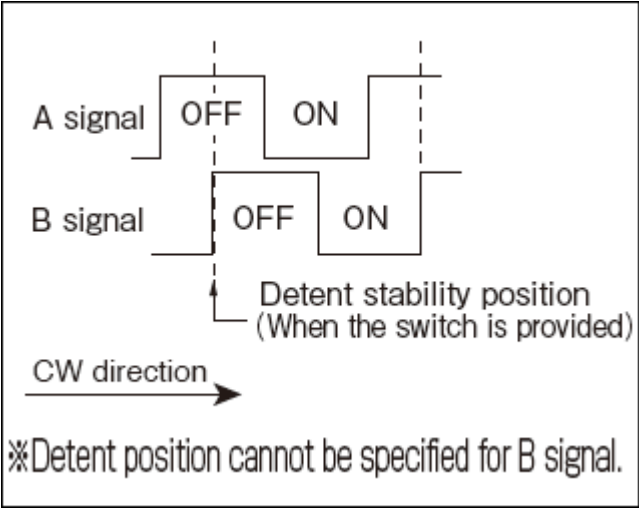 A signal OFF ON
B signal OFF ON
Detent stability position
(When the switch is provided)
CW direction
※Detent position cannot be specified for B signal.